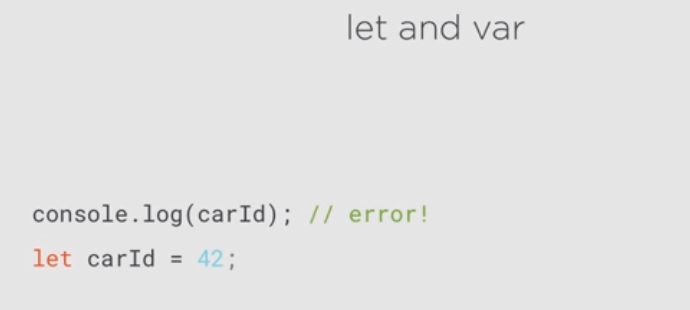 let and var
console.log(carId); // error!
let carId = 42;